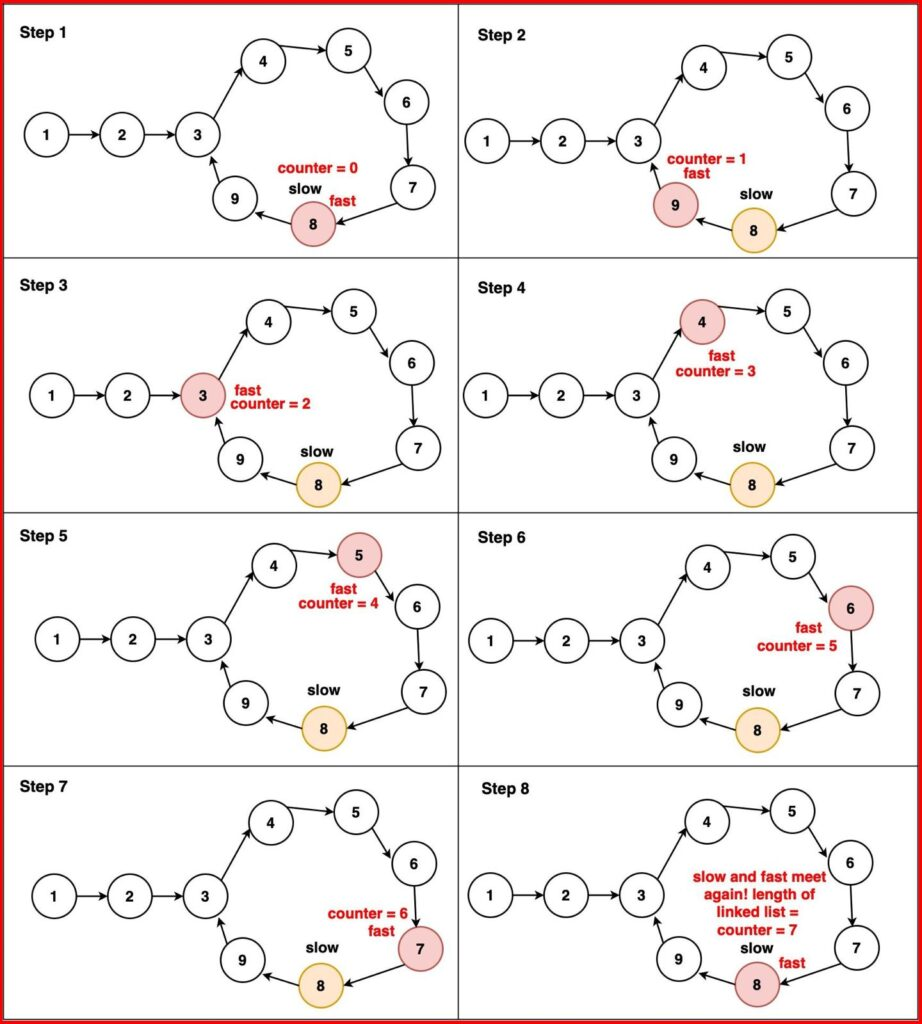 Step 1
4
5
6
1
2
3
counter = 0
slow
fast
7
9
8
Step 2
4
5
6
1
2
3
counter = 1
fast
slow
7
9
8
Step 3
4
5
6
1
2
3
fast
counter = 2
slow
7
9
8
Step 4
4
5
fast
counter = 3
6
1
2
3
slow
7
9
8
Step 5
4
5
fast
counter = 4
6
1
2
3
slow
7
9
8
Step 6
4
5
6
fast
counter = 5
1
2
3
slow
7
9
8
Step 7
4
5
6
1
2
3
counter = 6
fast
7
slow
9
8
Step 8
4
5
6
1
2
3
slow and fast meet
again! length of
linked list =
counter = 7
slow
fast
7
9
8